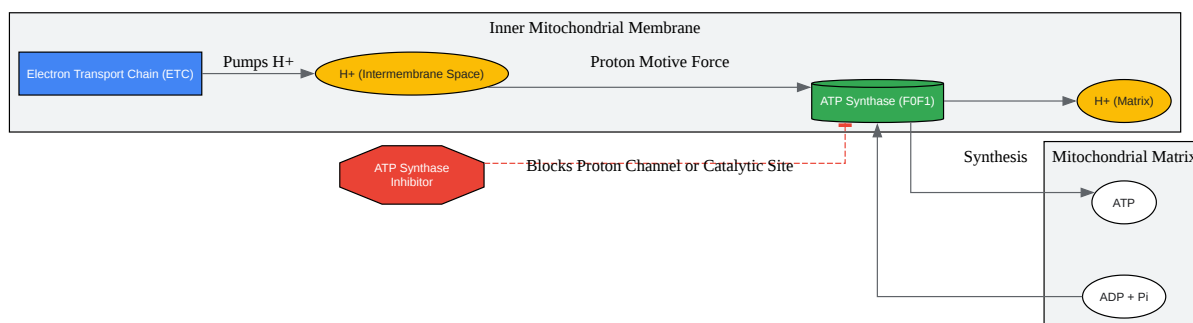 Inner Mitochondrial Membrane
Electron Transport Chain (ETC)
Pumps H+
H+ (Intermembrane Space)
Proton Motive Force
ATP Synthase (F0F1)
H+ (Matrix)
ATP Synthase
Inhibitor
Blocks Proton Channel or Catalytic Site
Synthesis
Mitochondrial Matrix
ATP
ADP + Pi